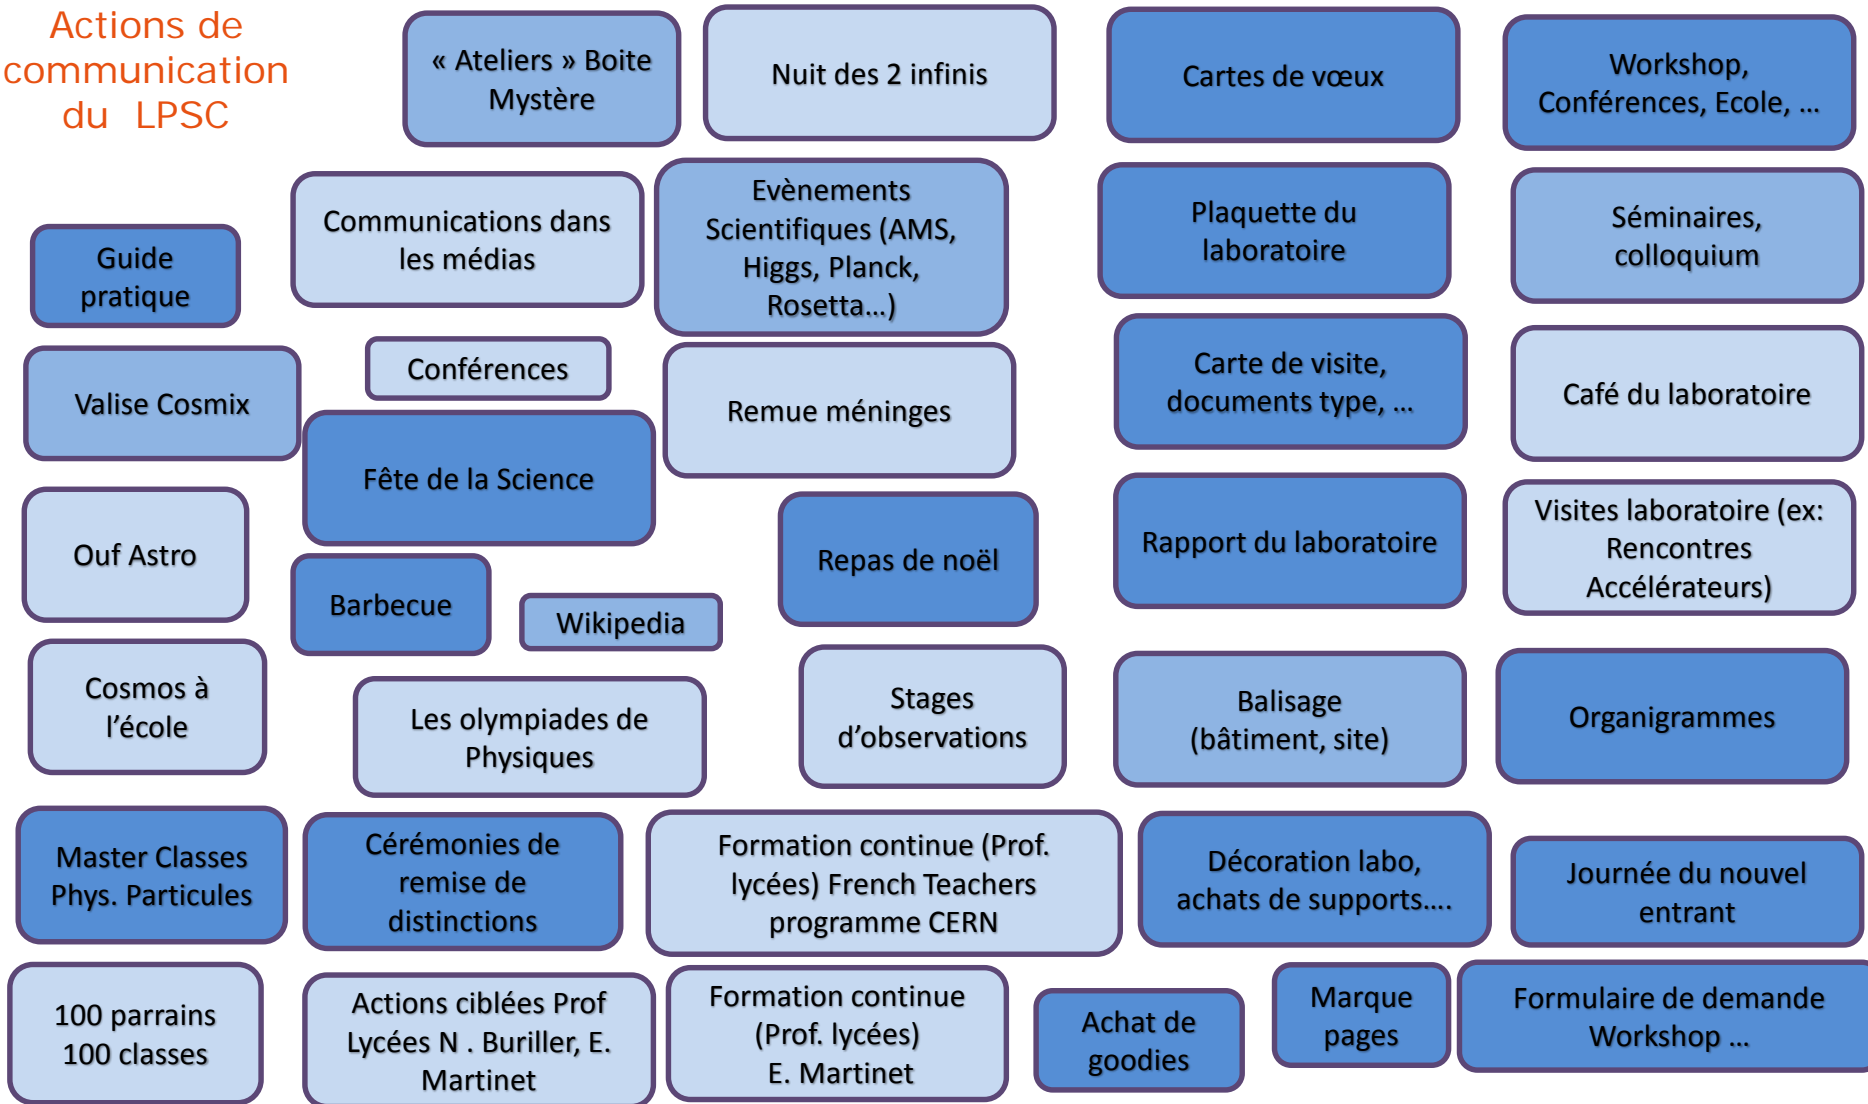 Actions de
communication
du LPSC
« Ateliers » Boite
Mystère
Nuit des 2 infinis
Cartes de vœux
Workshop,
Conférences, Ecole, ...
Guide
pratique
Communications dans
les médias
Evènements
Scientifiques (AMS,
Higgs, Planck,
Rosetta...)
Plaquette du
laboratoire
Séminaires,
colloquium
Valise Cosmix
Conférences
Remue méninges
Carte de visite,
documents type, ...
Café du laboratoire
Fête de la Science
Ouf Astro
Repas de noël
Rapport du laboratoire
Visites laboratoire (ex:
Rencontres
Accélérateurs)
Barbecue
Wikipedia
Cosmos à
l’école
Les olympiades de
Physiques
Stages
d’observations
Balisage
(bâtiment, site)
Organigrammes
Master Classes
Phys. Particules
Cérémonies de
remise de
distinctions
Formation continue (Prof.
lycées) French Teachers
programme CERN
Décoration labo,
achats de supports....
Journée du nouvel
entrant
100 parrains
100 classes
Actions ciblées Prof
Lycées N . Buriller, E.
Martinet
Formation continue
(Prof. lycées)
E. Martinet
Achat de
goodies
Marque
pages
Formulaire de demande
Workshop ...